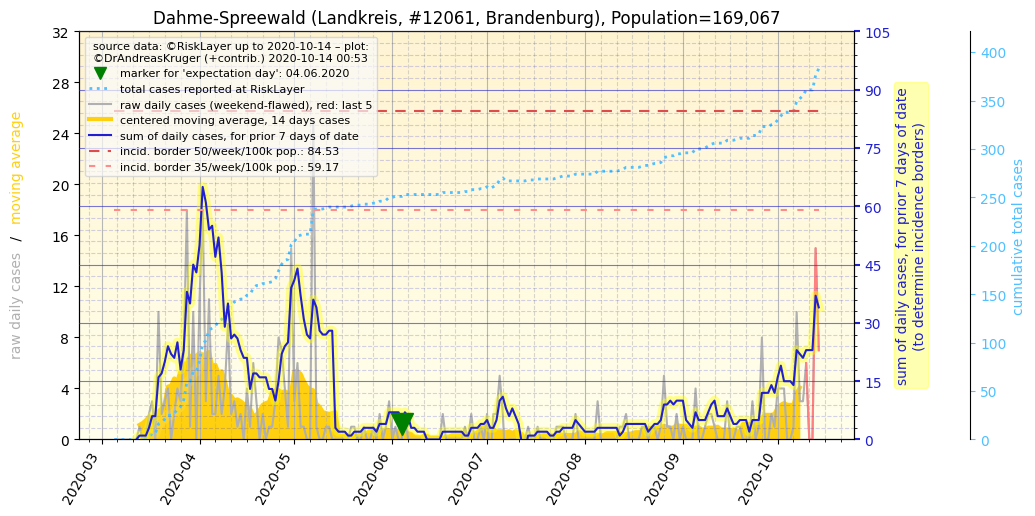 Dahme-Spreewald (Landkreis, #12061, Brandenburg), Population=169,067
source data: ©RiskLayer up to 2020-10-14 – plot:
©DrAndreasKruger (+contrib.) 2020-10-14 00:53
marker for 'expectation day': 04.06.2020
total cases reported at RiskLayer
raw daily cases (weekend-flawed), red: last 5
centered moving average, 14 days cases
sum of daily cases, for prior 7 days of date
incid. border 50/week/100k pop.: 84.53
incid. border 35/week/100k pop.: 59.17
raw daily cases / moving average
32
28
24
20
16
12
8
4
0
105
90
75
60
45
30
15
0
sum of daily cases, for prior 7 days of date
(to determine incidence borders)
400
350
300
250
200
150
100
50
0
cumulative total cases
2020-03
2020-04
2020-05
2020-06
2020-07
2020-08
2020-09
2020-10